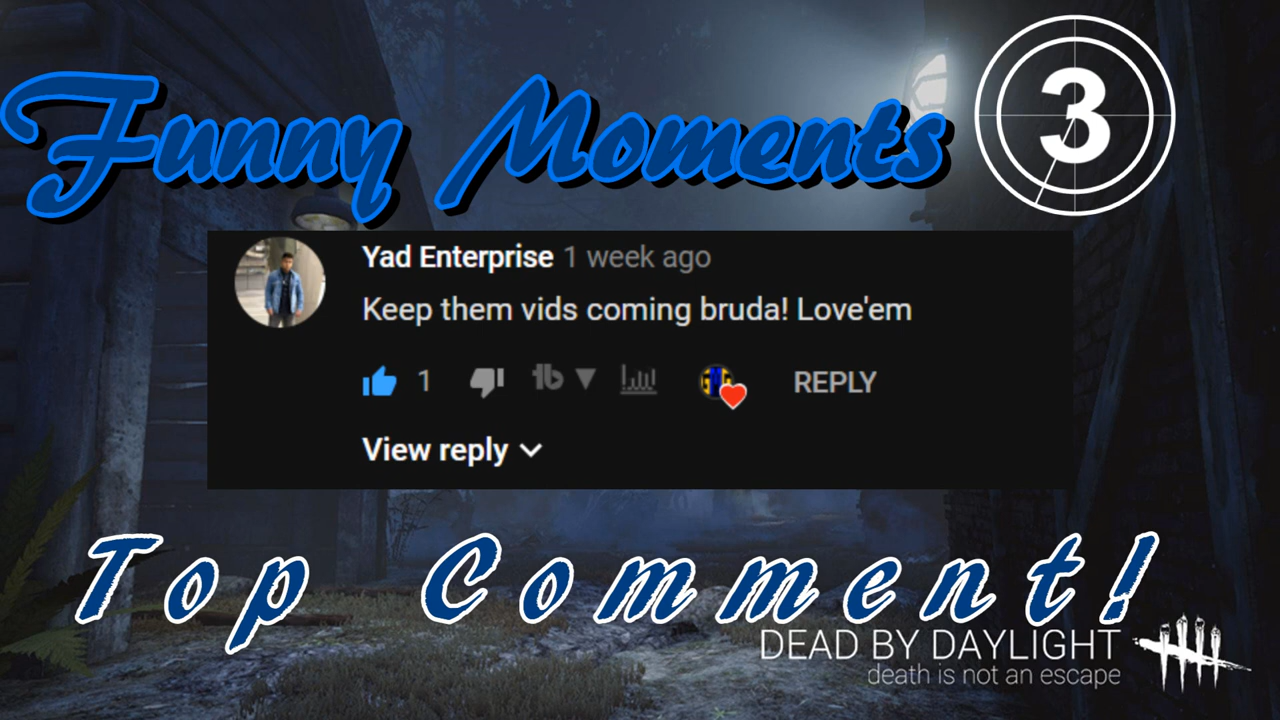 Funny Moments
3
Yad Enterprise 1 week ago
Keep them vids coming bruda! Love'em
1
REPLY
View reply
Top Comment!
DEAD BY DAYLIGHT
death is not an escape